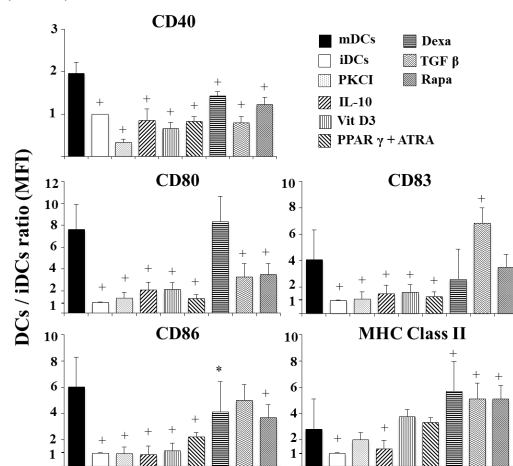 CD40
3
2
1
+ + + + + + + +
mDCs
iDCs
PKCI
IL-10
Vit D3
PPAR γ + ATRA
Dexa
TGF β
Rapa
DCs / iDCs ratio (MFI)
CD80
12
10
8
6
4
2
1
+ + + + + + +
CD83
10
8
6
4
2
1
+ + + + + +
CD86
10
8
6
4
2
1
+ + + + + * +
MHC Class II
10
8
6
4
2
1
+ + + + +